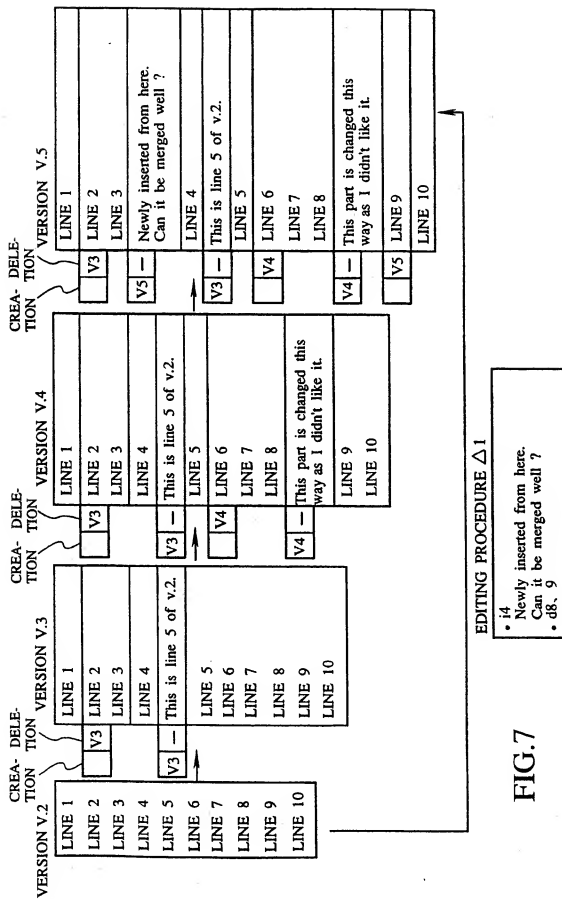 VERSION V.2
LINE 1
LINE 2
LINE 3
LINE 4
LINE 5
LINE 6
LINE 7
LINE 8
LINE 9
LINE 10
CREA-
TION
DELE-
TION
VERSION V.3
LINE 1
V3
LINE 2
LINE 3
LINE 4
V3 — This is line 5 of v.2.
LINE 5
LINE 6
LINE 7
LINE 8
LINE 9
LINE 10
CREA-
TION
DELE-
TION
VERSION V.4
LINE 1
V3
LINE 2
LINE 3
LINE 4
V3 — This is line 5 of v.2.
LINE 5
V4
LINE 6
LINE 7
LINE 8
V4 — This part is changed this
way as I didn't like it.
LINE 9
LINE 10
CREA-
TION
DELE-
TION
VERSION V.5
LINE 1
V3
LINE 2
LINE 3
V5 — Newly inserted from here.
Can it be merged well ?
LINE 4
V3 — This is line 5 of v.2.
LINE 5
V4
LINE 6
LINE 7
LINE 8
V4 — This part is changed this
way as I didn't like it.
V5
LINE 9
LINE 10
EDITING PROCEDURE △1
• i4
Newly inserted from here.
Can it be merged well ?
• d8、9
FIG.7